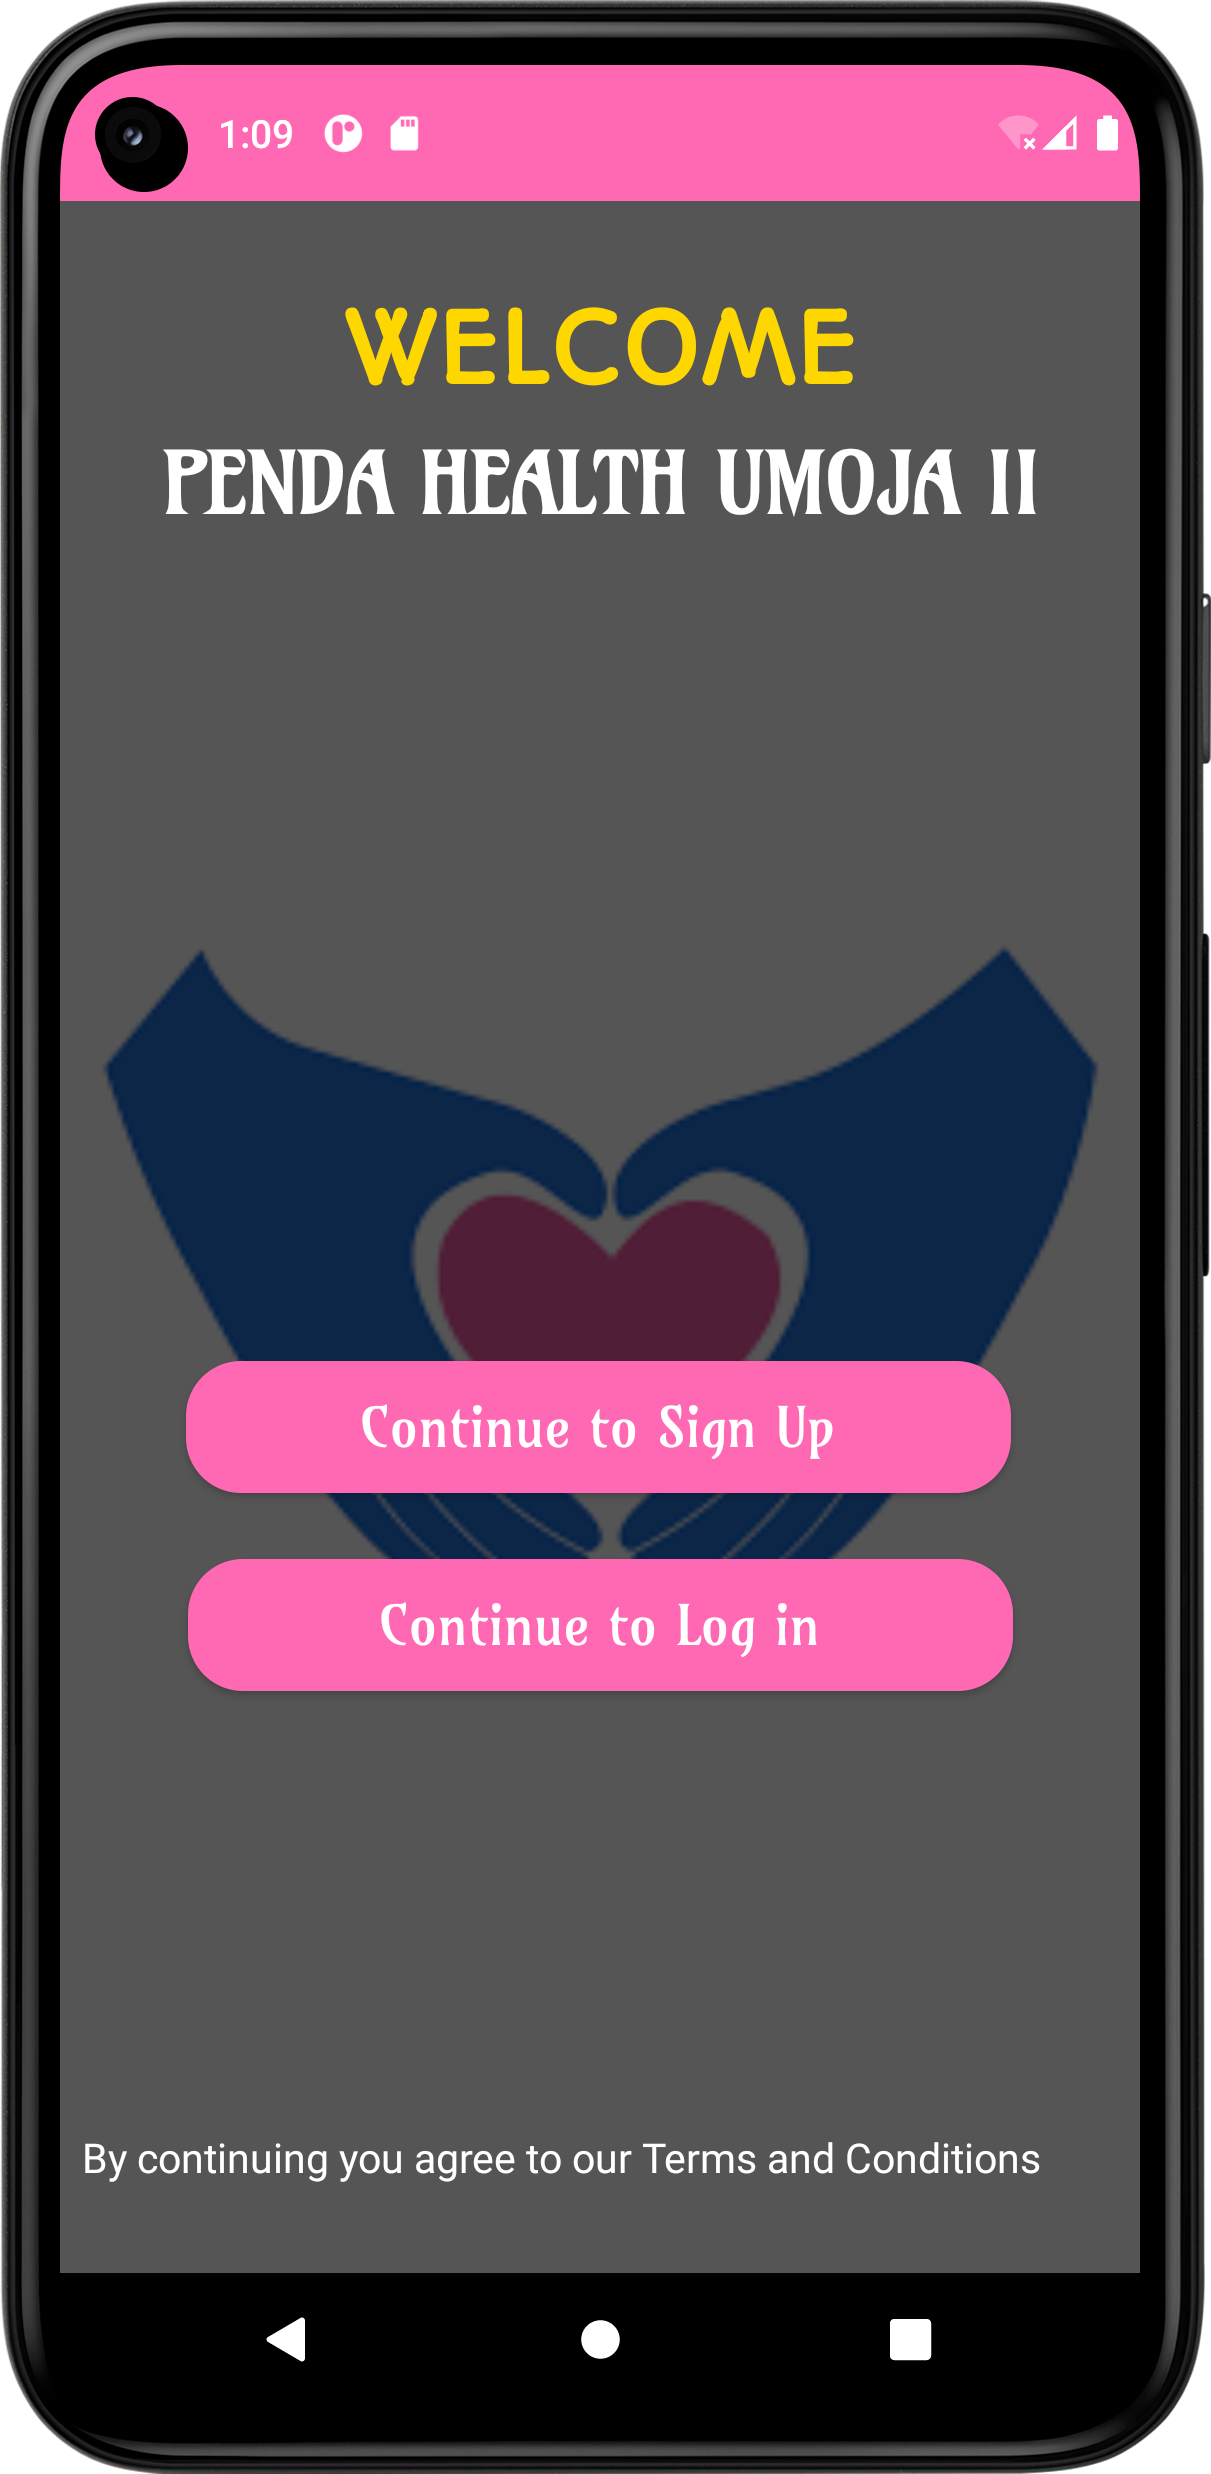 1:09
WELCOME
PENDA HEALTH UMOJA II
Continue to Sign Up
Continue to Log in
By continuing you agree to our Terms and Conditions